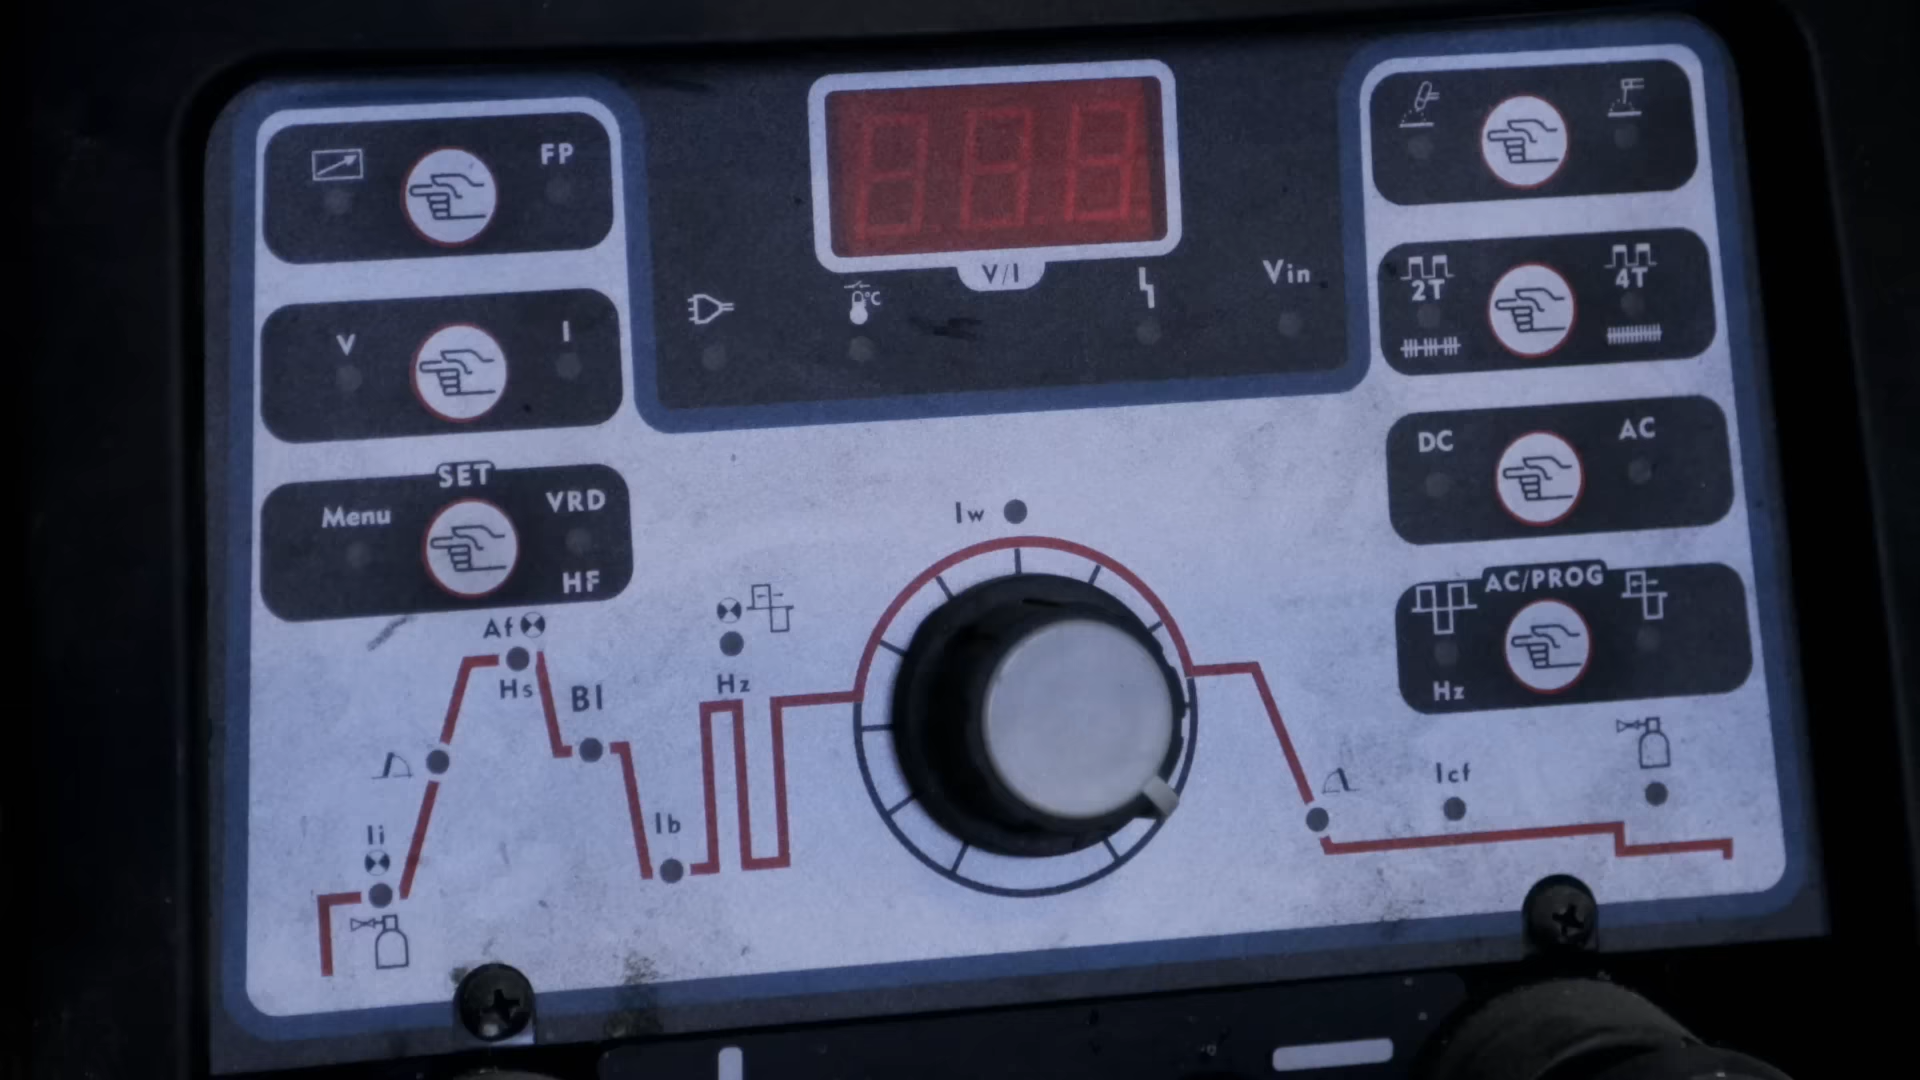 FP
V/I
°C
Vin
2T
4T
V
I
DC
AC
SET
Menu
VRD
HF
Iw
AC/PROG
Hz
Af
Hs
BI
Hz
Ib
Ii
Icf